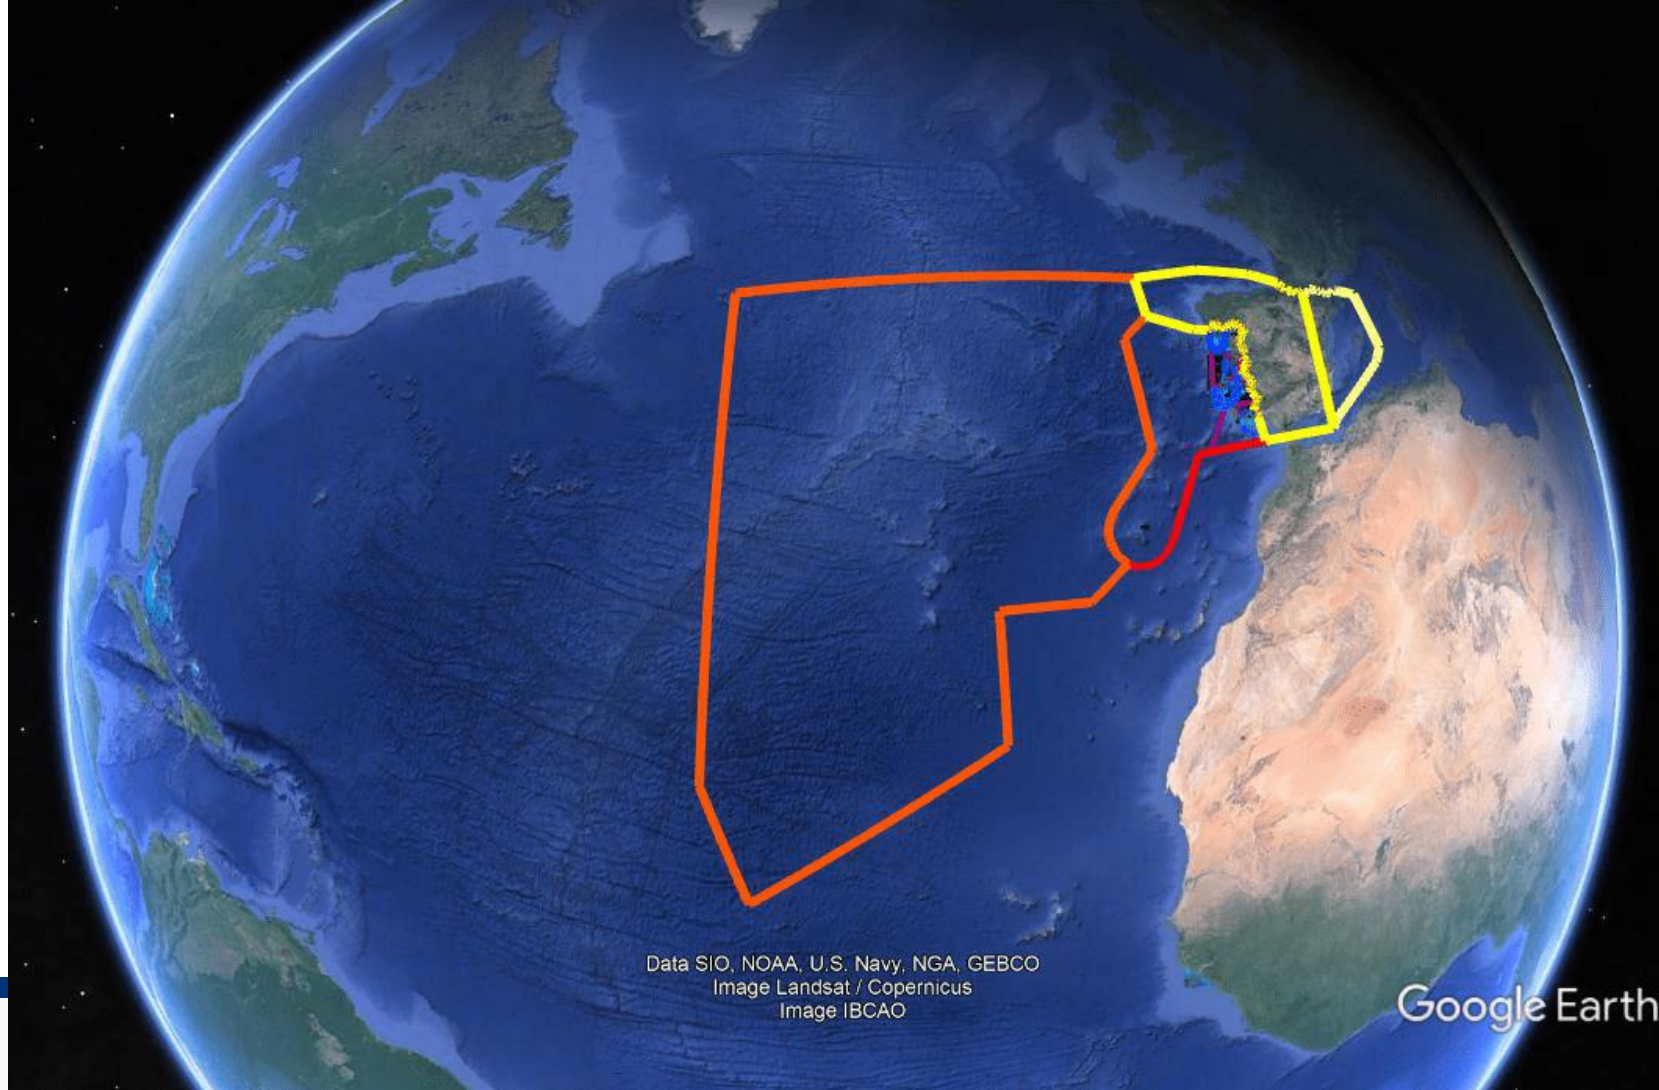 Data SIO, NOAA, U.S. Navy, NGA, GEBCO
Image Landsat / Copernicus
Image IBCAO
Google Earth